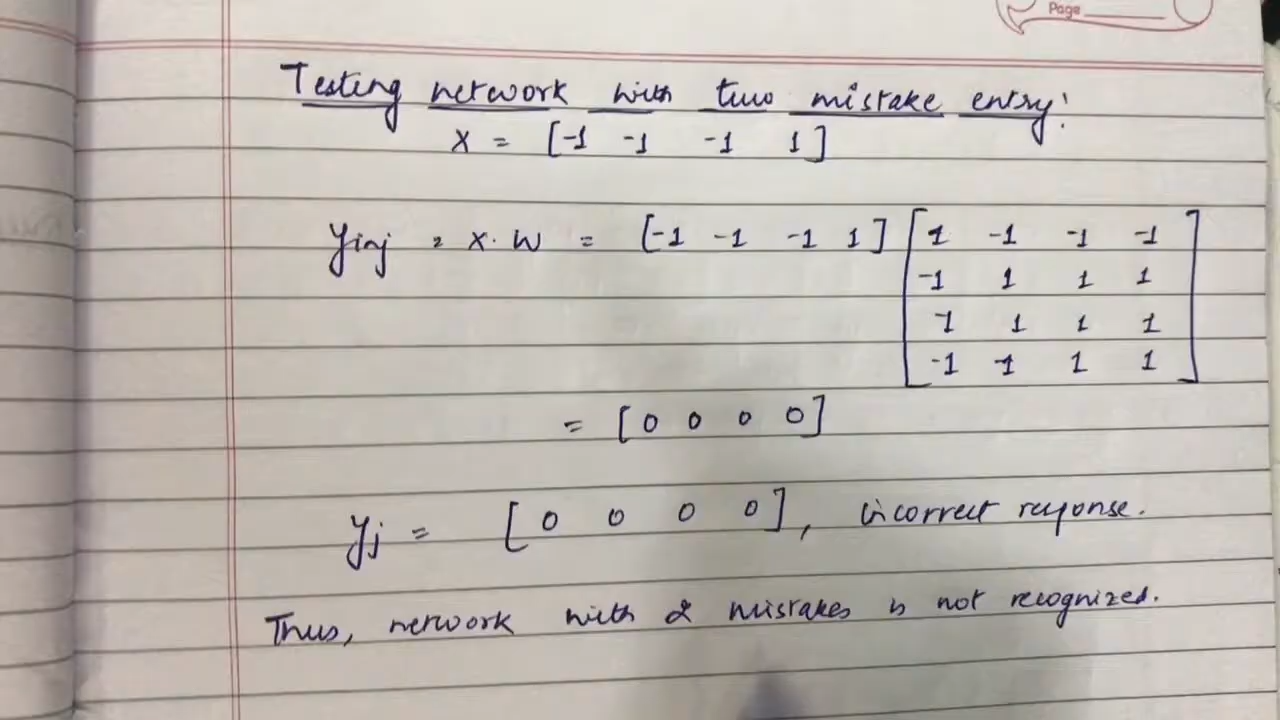 Page
Testing network with two mistake entry:
X = [-1 -1 -1 1]
yinj = X. W = [-1 -1 -1 1] [1 -1 -1 -1
-1 1 1 1
-1 1 1 1
-1 -1 1 1]
= [0 0 0 0]
yj = [0 0 0 0], incorrect response.
Thus, network with 2 mistakes is not recognized.